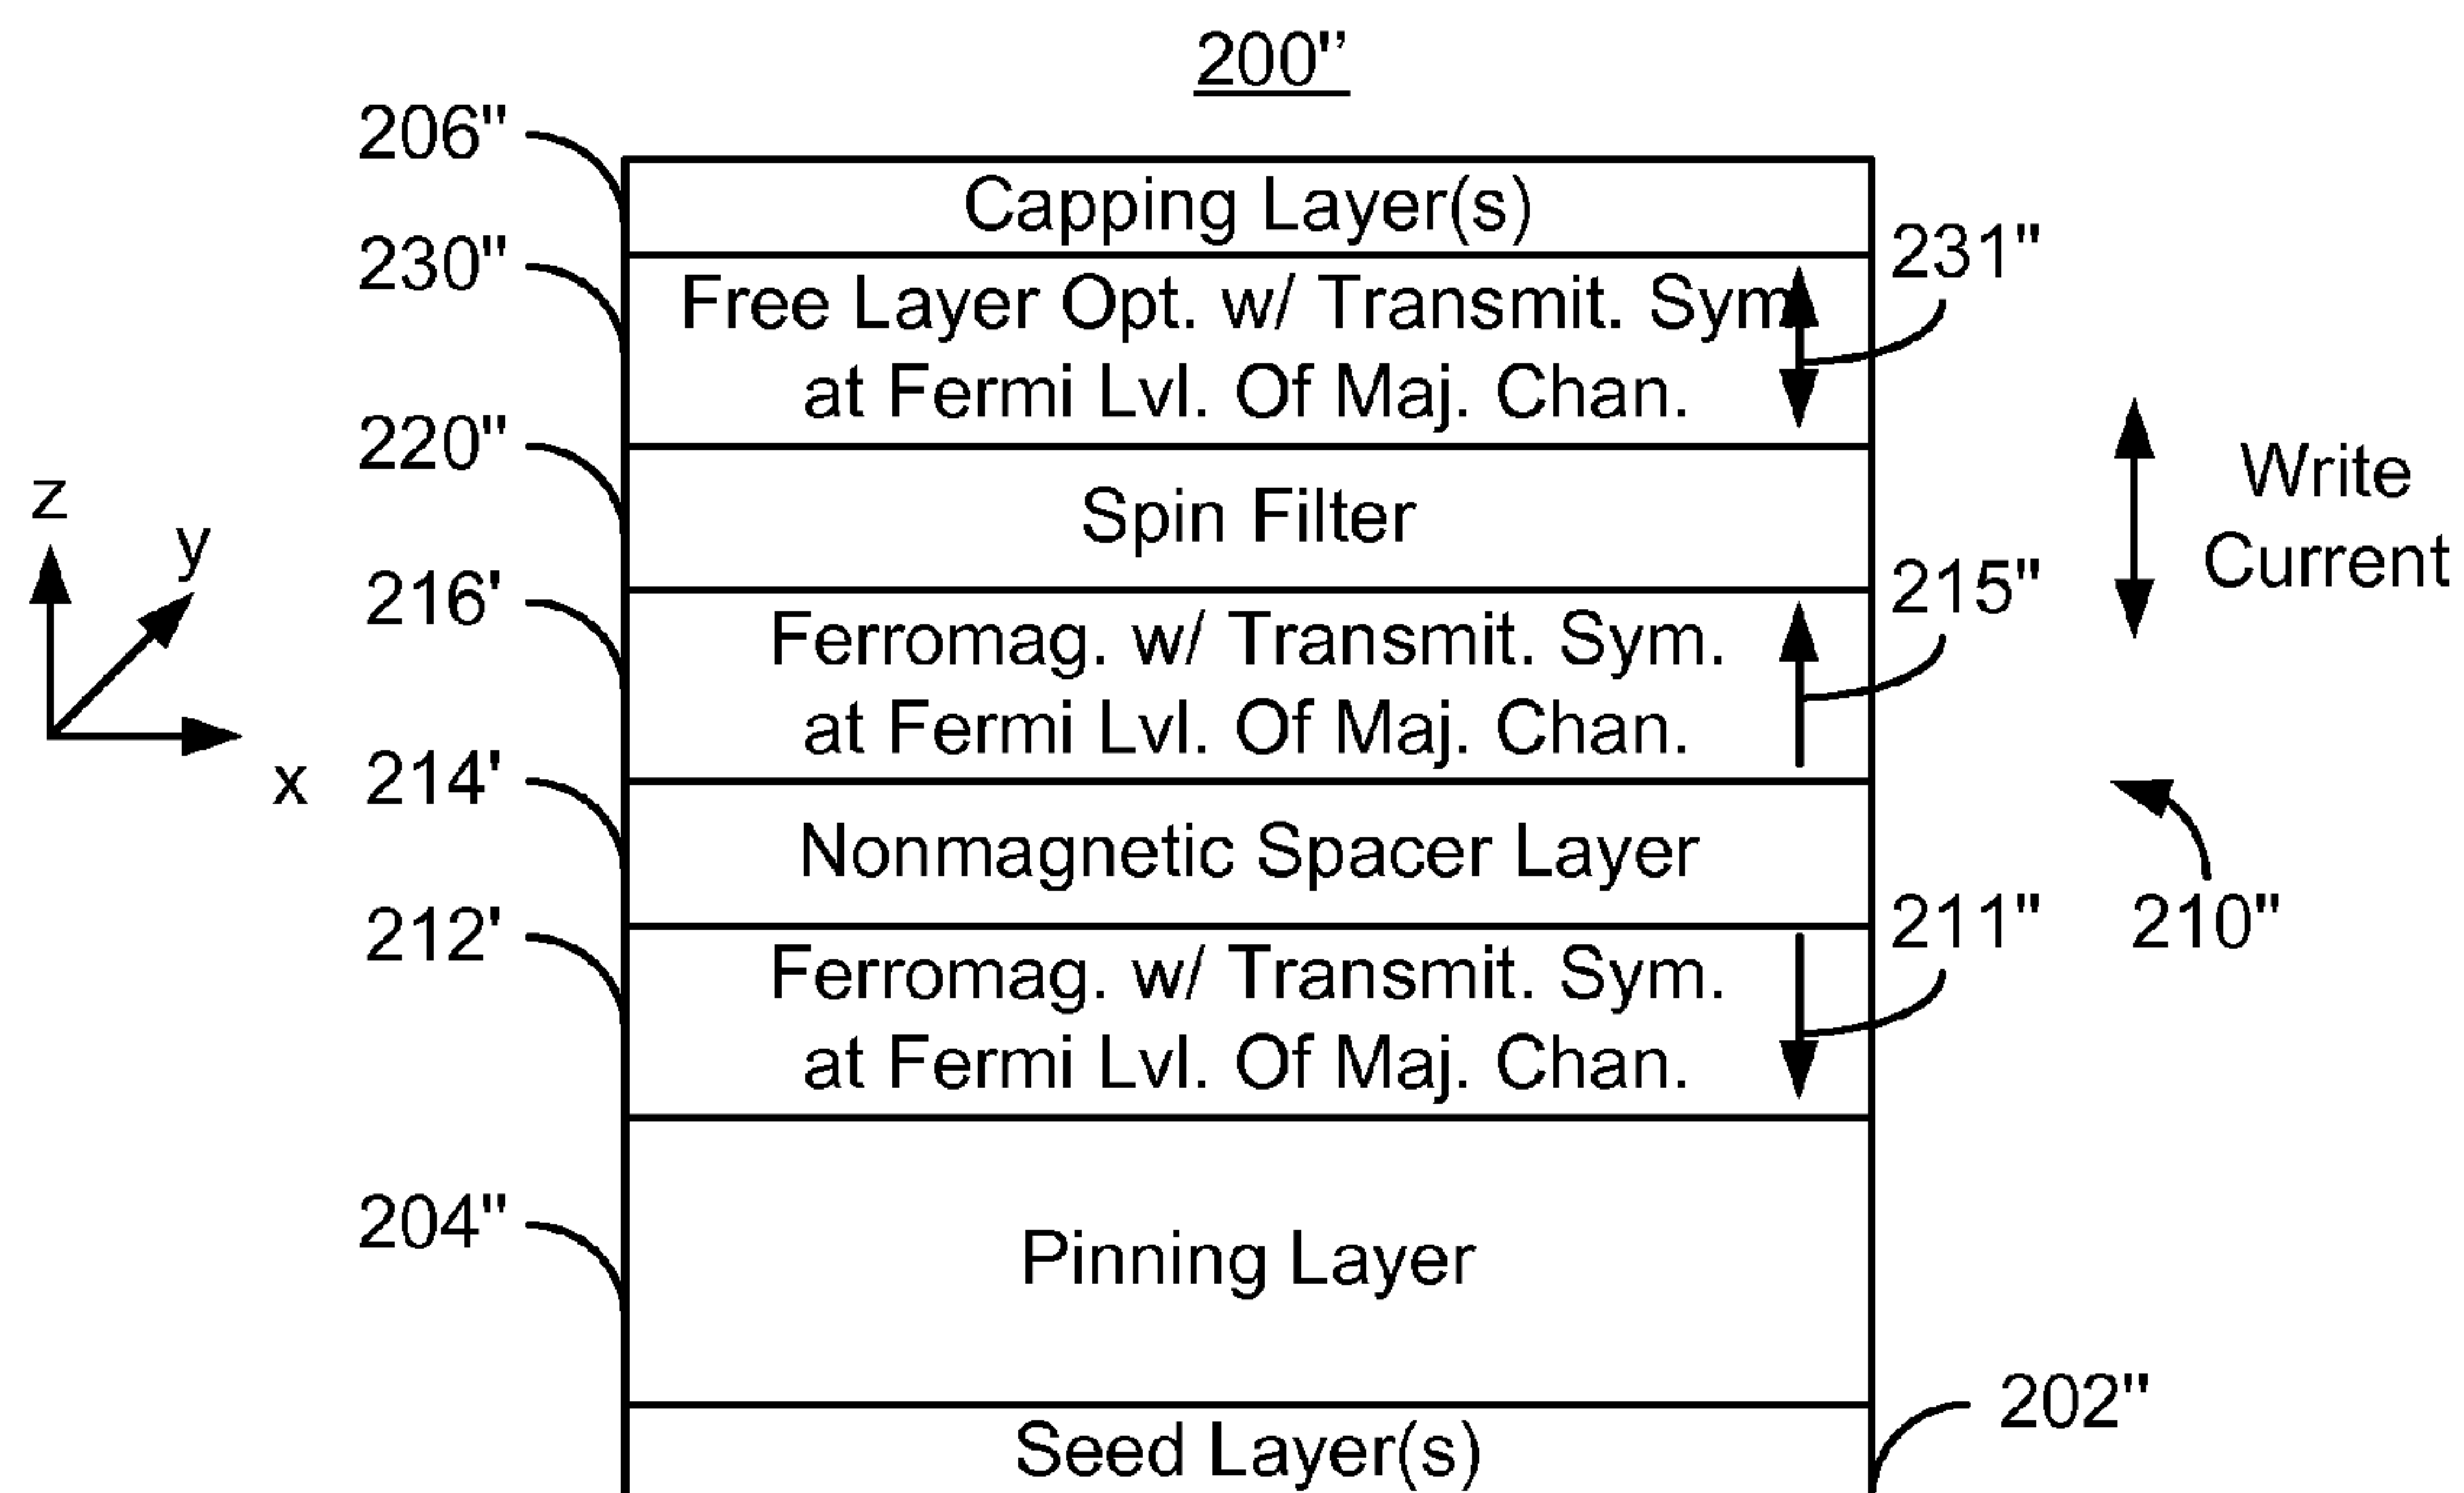 200"'
206"
Capping Layer(s)
230"
231"
Free Layer Opt. w/ Transmit. Sym
at Fermi Lvl. Of Maj. Chan.
220"
Spin Filter
Write
Current
z
y
x
216'
215"
Ferromag. w/ Transmit. Sym.
at Fermi Lvl. Of Maj. Chan.
214'
Nonmagnetic Spacer Layer
210"
212'
211"
Ferromag. w/ Transmit. Sym.
at Fermi Lvl. Of Maj. Chan.
204"
Pinning Layer
202"
Seed Layer(s)